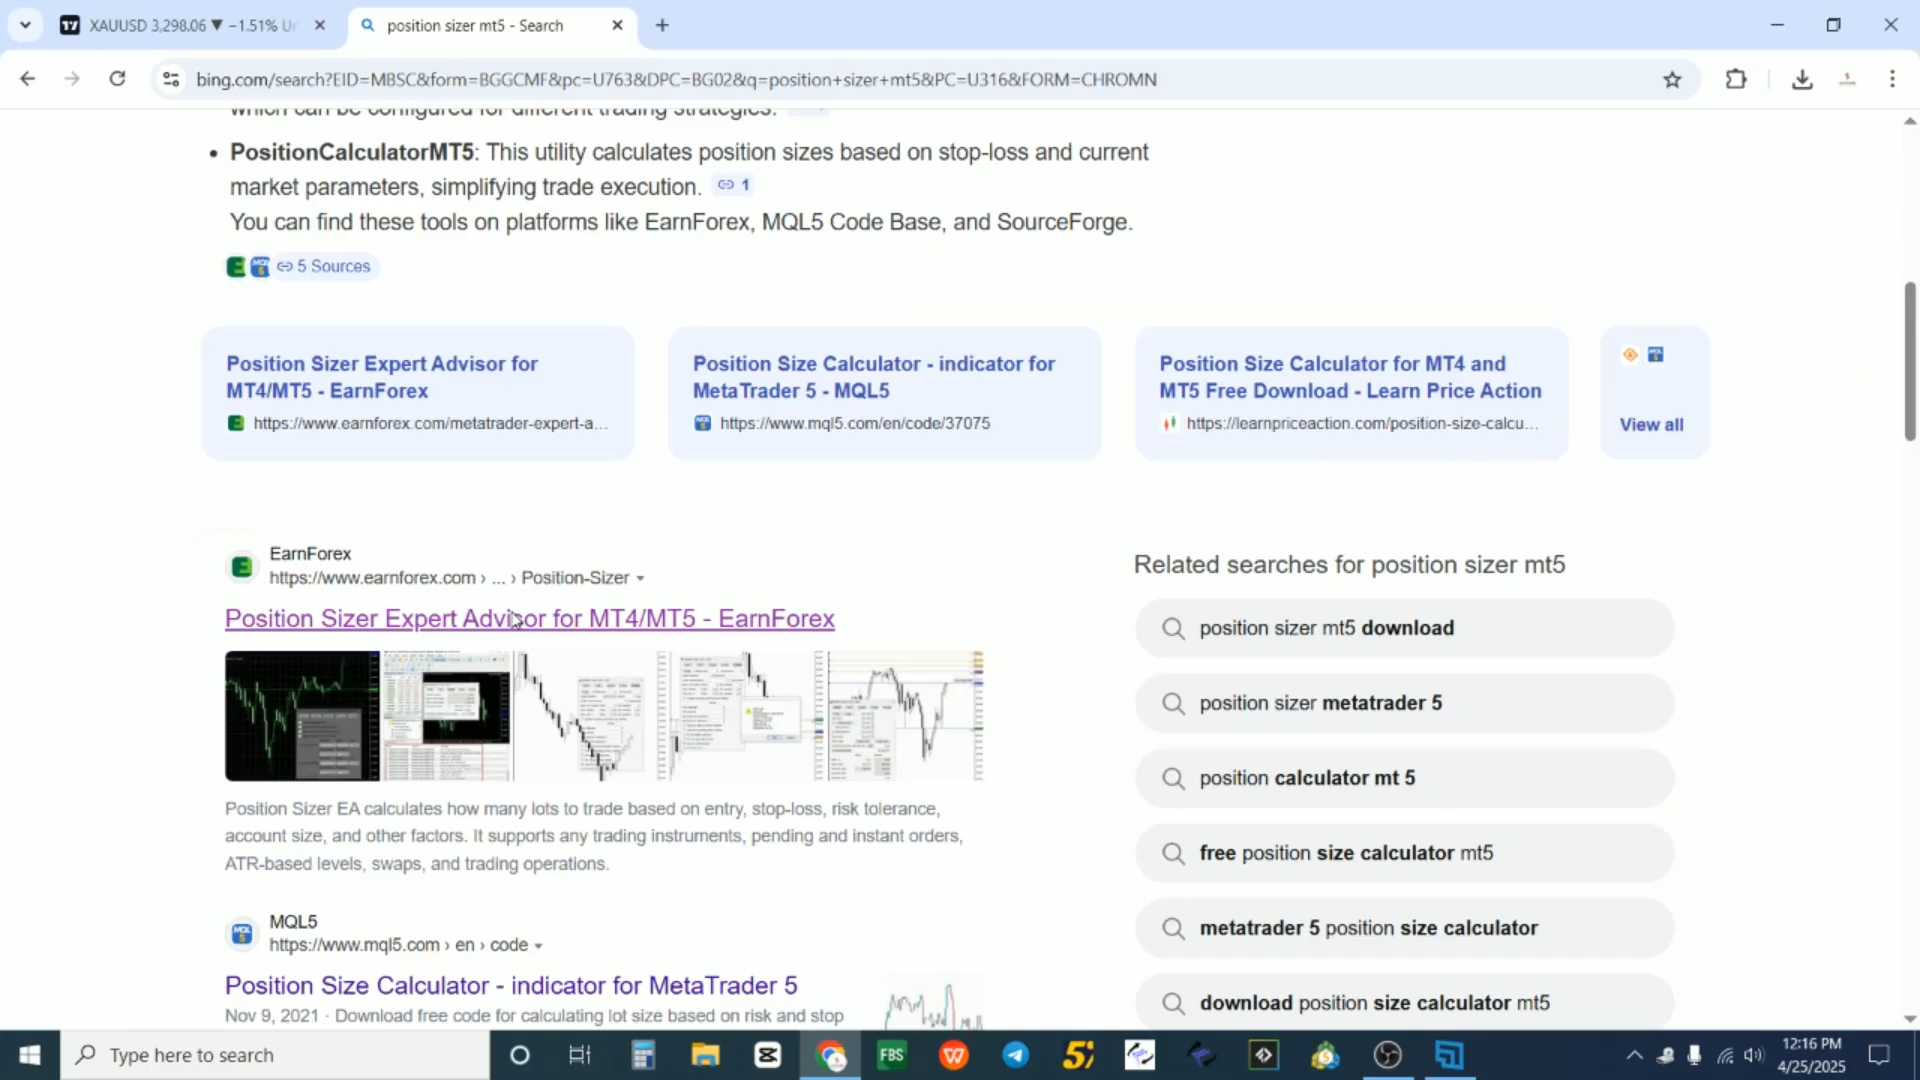 XAUUSD 3,298.06 ▼ −1.51% Un
position sizer mt5 - Search
bing.com/search?EID=MBSC&form=BGGCMF&pc=U763&DPC=BG02&q=position+sizer+mt5&PC=U316&FORM=CHROMN
which can be configured for different trading strategies.
• PositionCalculatorMT5: This utility calculates position sizes based on stop-loss and current
market parameters, simplifying trade execution. 1
You can find these tools on platforms like EarnForex, MQL5 Code Base, and SourceForge.
5 Sources
Position Sizer Expert Advisor for
MT4/MT5 - EarnForex
https://www.earnforex.com/metatrader-expert-a...
Position Size Calculator - indicator for
MetaTrader 5 - MQL5
https://www.mql5.com/en/code/37075
Position Size Calculator for MT4 and
MT5 Free Download - Learn Price Action
https://learnpriceaction.com/position-size-calcu...
View all
EarnForex
https://www.earnforex.com › ... › Position-Sizer
Position Sizer Expert Advisor for MT4/MT5 - EarnForex
Position Sizer EA calculates how many lots to trade based on entry, stop-loss, risk tolerance,
account size, and other factors. It supports any trading instruments, pending and instant orders,
ATR-based levels, swaps, and trading operations.
MQL5
https://www.mql5.com › en › code
Position Size Calculator - indicator for MetaTrader 5
Nov 9, 2021 · Download free code for calculating lot size based on risk and stop
Related searches for position sizer mt5
position sizer mt5 download
position sizer metatrader 5
position calculator mt 5
free position size calculator mt5
metatrader 5 position size calculator
download position size calculator mt5
Type here to search
FBS
12:16 PM
4/25/2025